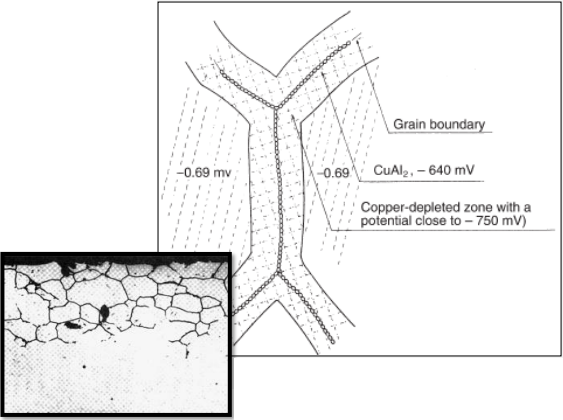 Grain boundary
−0.69 mv
−0.69
CuAl₂, − 640 mV
Copper-depleted zone with a
potential close to − 750 mV)